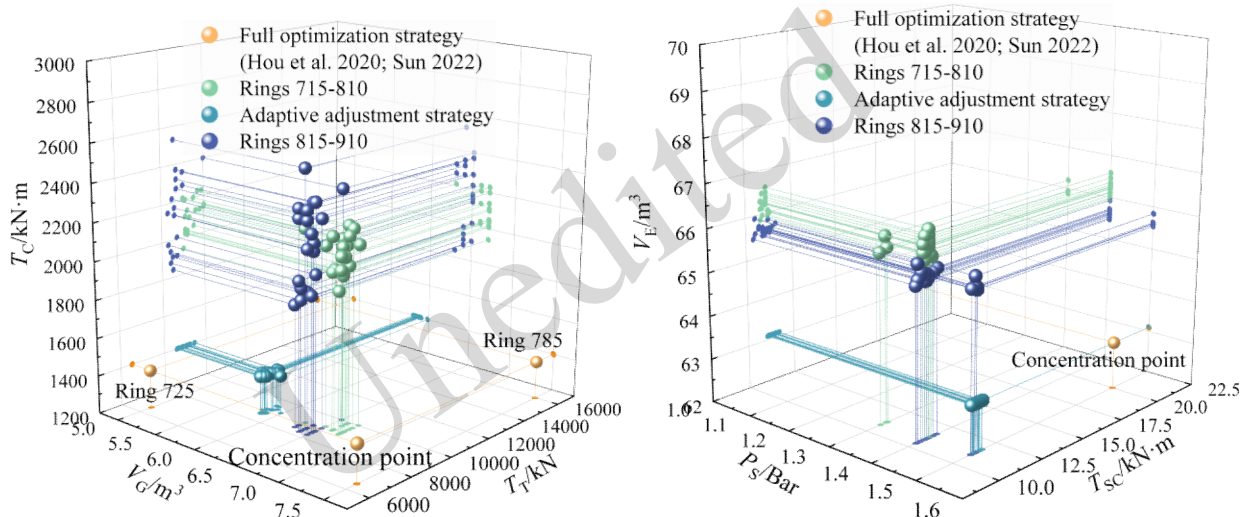 Full optimization strategy
(Hou et al. 2020; Sun 2022)
Rings 715-810
Adaptive adjustment strategy
Rings 815-910
3000
2800
2600
2400
2200
2000
1800
1600
1400
1200
T_C/kN·m
Ring 725
Ring 785
Concentration point
5.0
5.5
6.0
6.5
7.0
7.5
V_G/m³
6000
8000
10000
12000
14000
16000
T_T/kN
Full optimization strategy
(Hou et al. 2020; Sun 2022)
Rings 715-810
Adaptive adjustment strategy
Rings 815-910
70
69
68
67
66
65
64
63
62
V_E/m³
Concentration point
1.0
1.1
1.2
1.3
1.4
1.5
1.6
P_S/Bar
10.0
12.5
15.0
17.5
20.0
22.5
T_SC/kN·m
Unedited